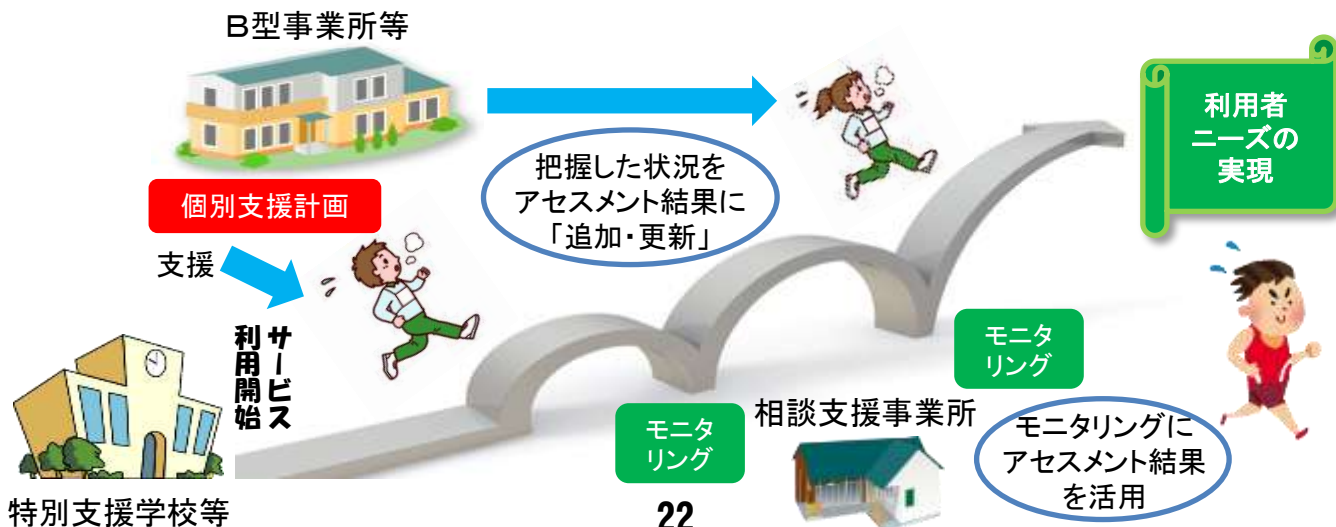 B型事業所等
個別支援計画
支援
サービス
利用開始
特別支援学校等
把握した状況を
アセスメント結果に
「追加・更新」
利用者
ニーズの
実現
モニタ
リング
相談支援事業所
モニタ
リング
モニタリングに
アセスメント結果
を活用
22